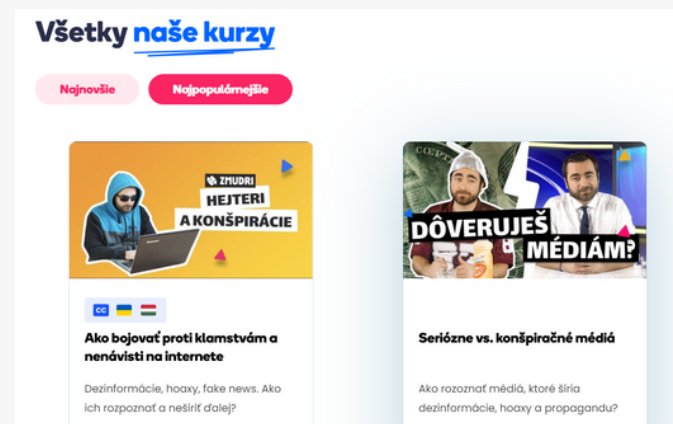 Všetky naše kurzy
Najnovšie
Najpopulárnejšie
ZMUDRI
HEJTERI
A KONŠPIRÁCIE
DÔVERUJEŠ
MÉDIÁM?
CC
Ako bojovať proti klamstvám a
nenávisti na internete
Dezinformácie, hoaxy, fake news. Ako
ich rozpoznať a nešíriť ďalej?
Seriózne vs. konšpiračné médiá
Ako rozoznať médiá, ktoré šíria
dezinformácie, hoaxy a propagandu?